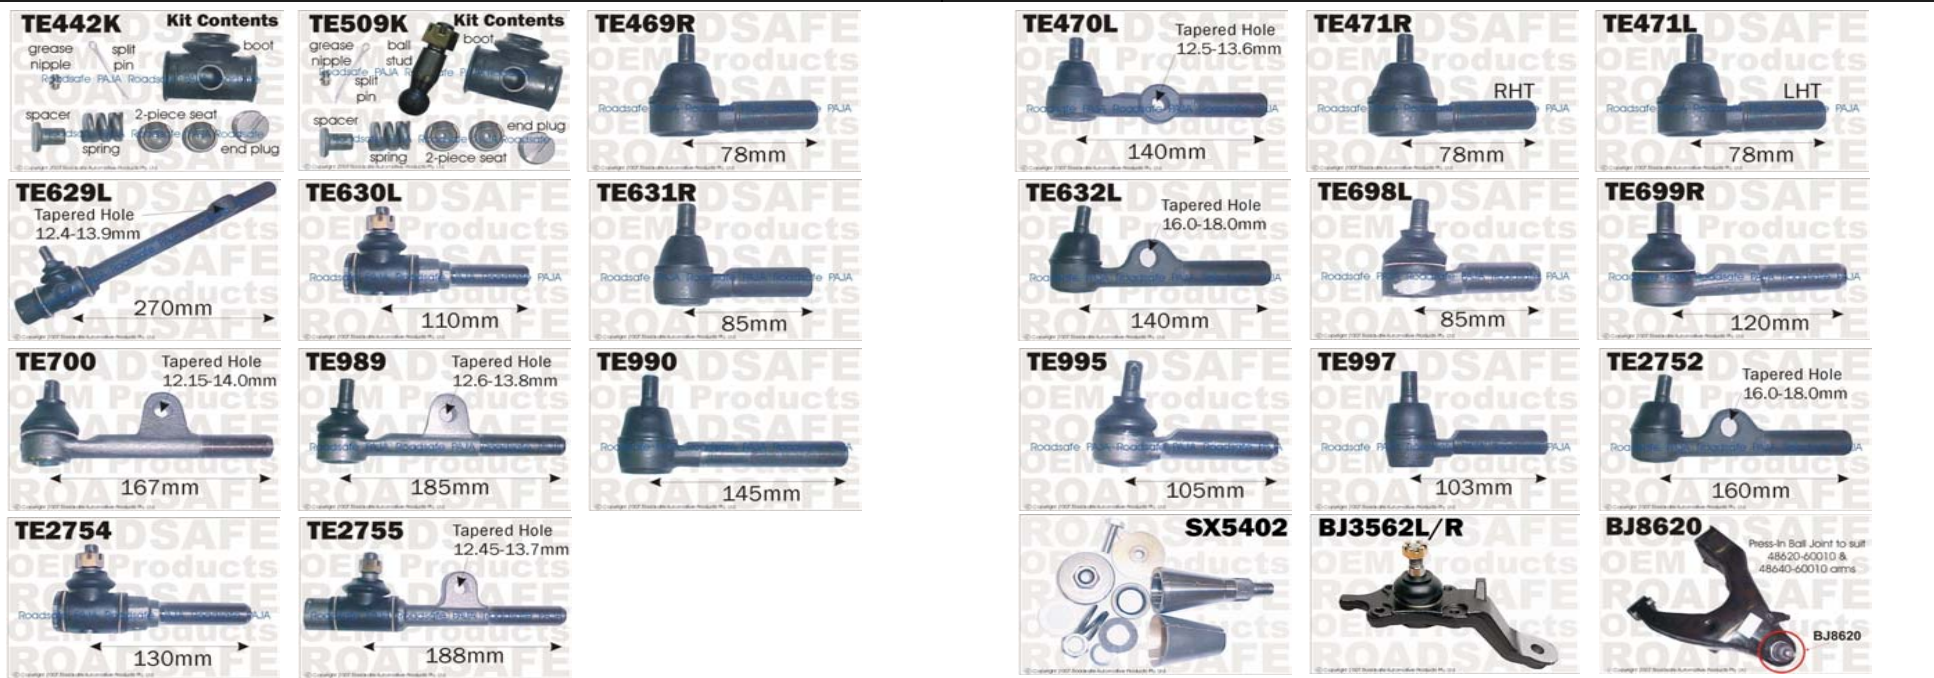 TE442K
Kit Contents
grease
nipple
split
pin
boot
spacer
spring
2-piece seat
end plug
TE509K
Kit Contents
grease
nipple
ball
stud
boot
split
pin
spacer
spring
2-piece seat
end plug
TE469R
78mm
TE470L
Tapered Hole
12.5-13.6mm
140mm
TE471R
RHT
78mm
TE471L
LHT
78mm
TE629L
Tapered Hole
12.4-13.9mm
270mm
TE630L
110mm
TE631R
85mm
TE632L
Tapered Hole
16.0-18.0mm
140mm
TE698L
85mm
TE699R
120mm
TE700
Tapered Hole
12.15-14.0mm
167mm
TE989
Tapered Hole
12.6-13.8mm
185mm
TE990
145mm
TE995
105mm
TE997
103mm
TE2752
Tapered Hole
16.0-18.0mm
160mm
TE2754
130mm
TE2755
Tapered Hole
12.45-13.7mm
188mm
SX5402
BJ3562L/R
BJ8620
Press-In Ball Joint to suit
48620-60010 &
48640-60010 arms
BJ8620